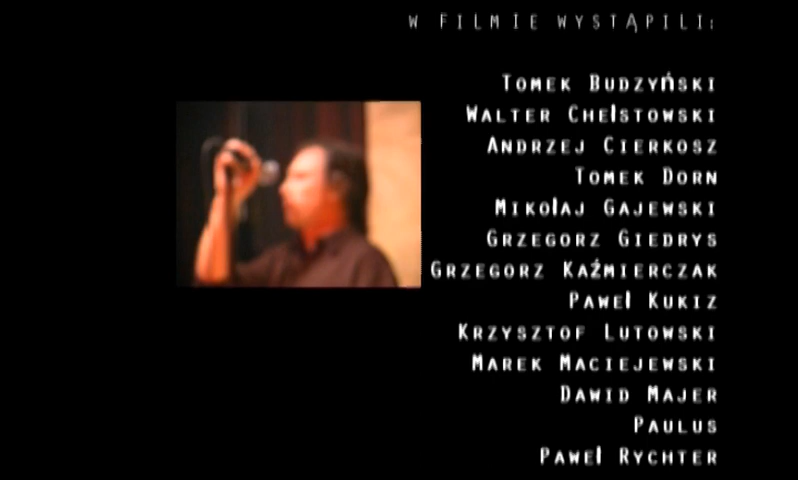 W FILMIE WYSTĄPILI:
TOMEK BUDZYŃSKI
WALTER CHEłSTOWSKI
ANDRZEJ CIERKOSZ
TOMEK DORN
MIKOłAJ GAJEWSKI
GRZEGORZ GIEDRYS
GRZEGORZ KAŹMIERCZAK
PAWEł KUKIZ
KRZYSZTOF LUTOWSKI
MAREK MACIEJEWSKI
DAWID MAJER
PAULUS
PAWEł RYCHTER